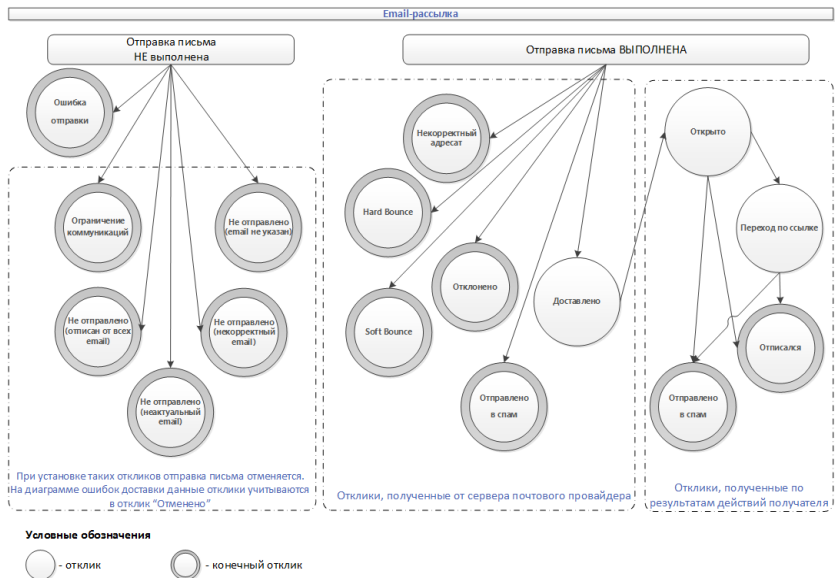 Email-рассылка
Отправка письма
НЕ выполнена
Ошибка
отправки
Ограничение
коммуникаций
Не отправлено
(email не указан)
Не отправлено
(отписан от всех
email)
Не отправлено
(некорректный
email)
Не отправлено
(неактуальный
email)
При установке таких откликов отправка письма отменяется.
На диаграмме ошибок доставки данные отклики учитываются
в отклик “Отменено”
Отправка письма ВЫПОЛНЕНА
Некорректный
адресат
Hard Bounce
Отклонено
Доставлено
Soft Bounce
Отправлено
в спам
Отклики, полученные от сервера почтового провайдера
Открыто
Переход по ссылке
Отписался
Отправлено
в спам
Отклики, полученные по
результатам действий получателя
Условные обозначения
- отклик
- конечный отклик